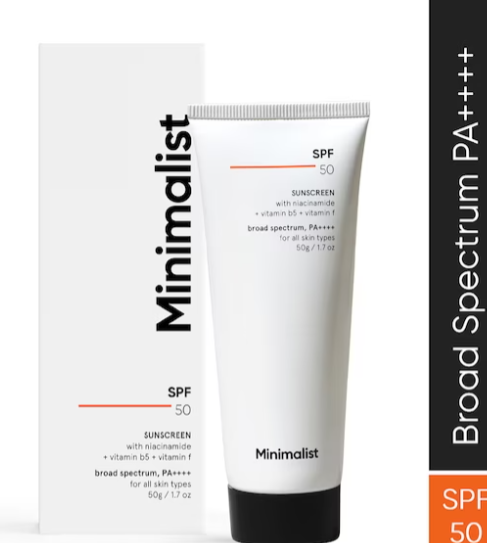 Minimalist
SPF
50
SUNSCREEN
with niacinamide
+ vitamin b5 + vitamin f
broad spectrum, PA++++
for all skin types
50g / 1.7 oz
SPF
50
SUNSCREEN
with niacinamide
+ vitamin b5 + vitamin f
broad spectrum, PA++++
for all skin types
50g / 1.7 oz
Minimalist
Broad Spectrum PA++++
SPF
50